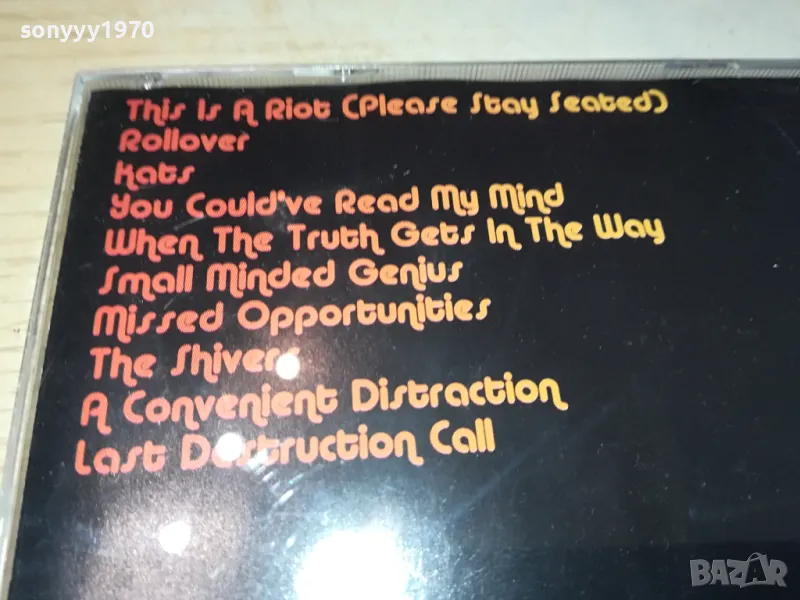 sonyyy1970
This Is A Riot (Please Stay Seated)
Rollover
Kats
You Could've Read My Mind
When The Truth Gets In The Way
Small Minded Genius
Missed Opportunities
The Shivers
A Convenient Distraction
Last Destruction Call
BAZAR